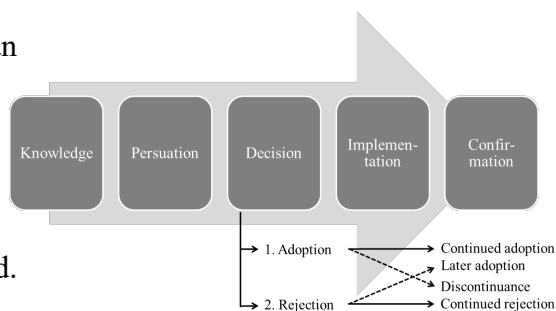 Knowledge
Persuation
Decision
Implemen-
tation
Confir-
mation
1. Adoption
2. Rejection
Continued adoption
Later adoption
Discontinuance
Continued rejection